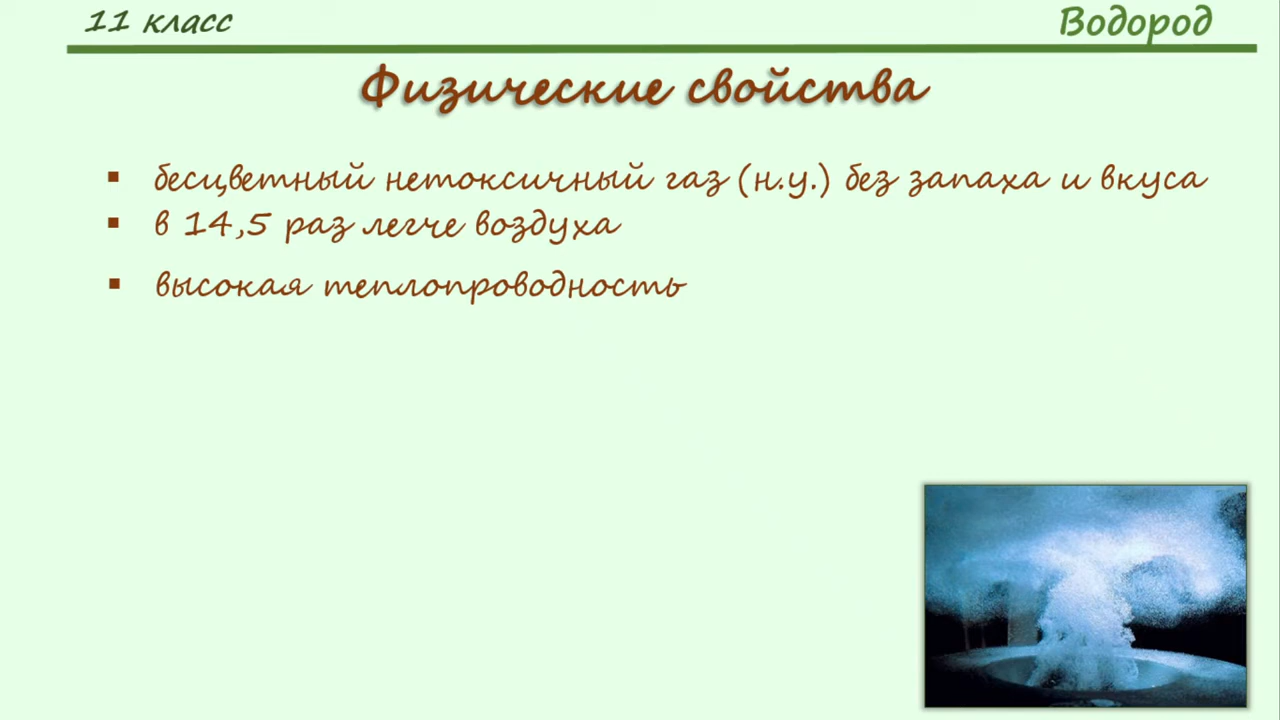 11 класс
Водород
Физические свойства
▪ бесцветный нетоксичный газ (н.у.) без запаха и вкуса
▪ в 14,5 раз легче воздуха
▪ высокая теплопроводность